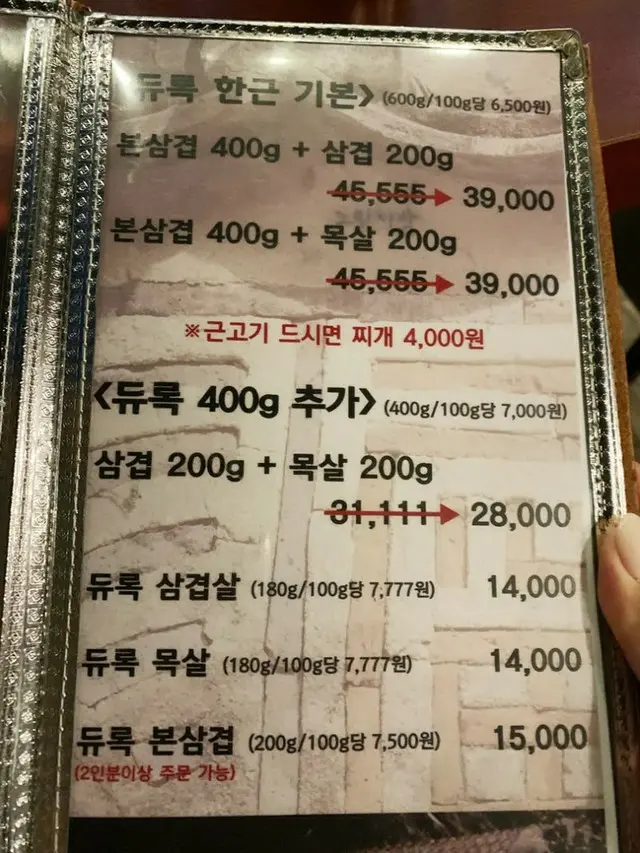 듀록 한근 기본> (600g/100g당 6,500원)
본삼겹 400g + 삼겹 200g
45,555 → 39,000
본삼겹 400g + 목살 200g
45,555 → 39,000
※근고기 드시면 찌개 4,000원
<듀록 400g 추가> (400g/100g당 7,000원)
삼겹 200g + 목살 200g
31,111 → 28,000
듀록 삼겹살 (180g/100g당 7,777원) 14,000
듀록 목살 (180g/100g당 7,777원) 14,000
듀록 본삼겹 (200g/100g당 7,500원) 15,000
(2인분이상 주문 가능)